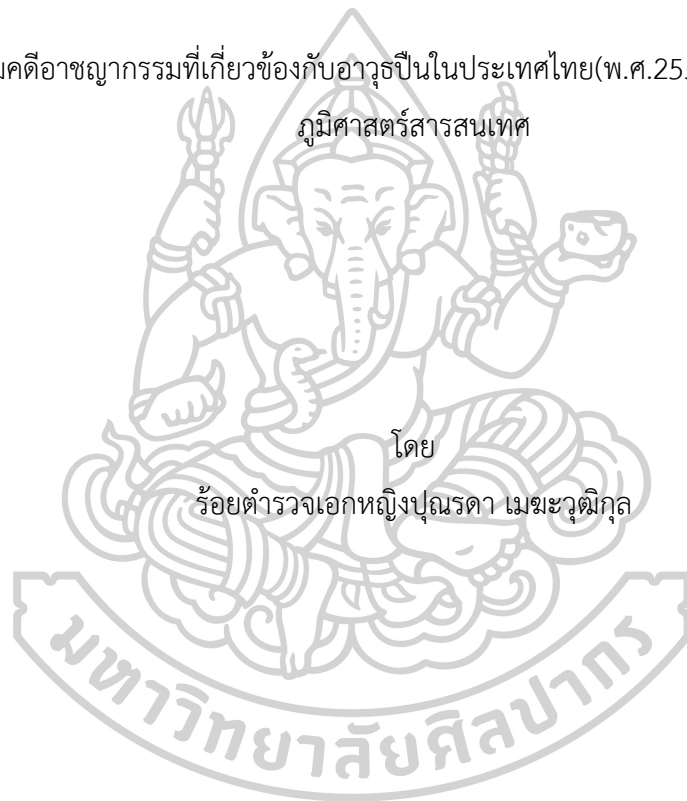 คดีอาชญากรรมที่เกี่ยวข้องกับอาวุธปืนในประเทศไทย(พ.ศ.25
ภูมิศาสตร์สารสนเทศ
โดย
ร้อยตำรวจเอกหญิงปุณรดา เมฆะวุฒิกุล
มหาวิทยาลัยศิลปากร